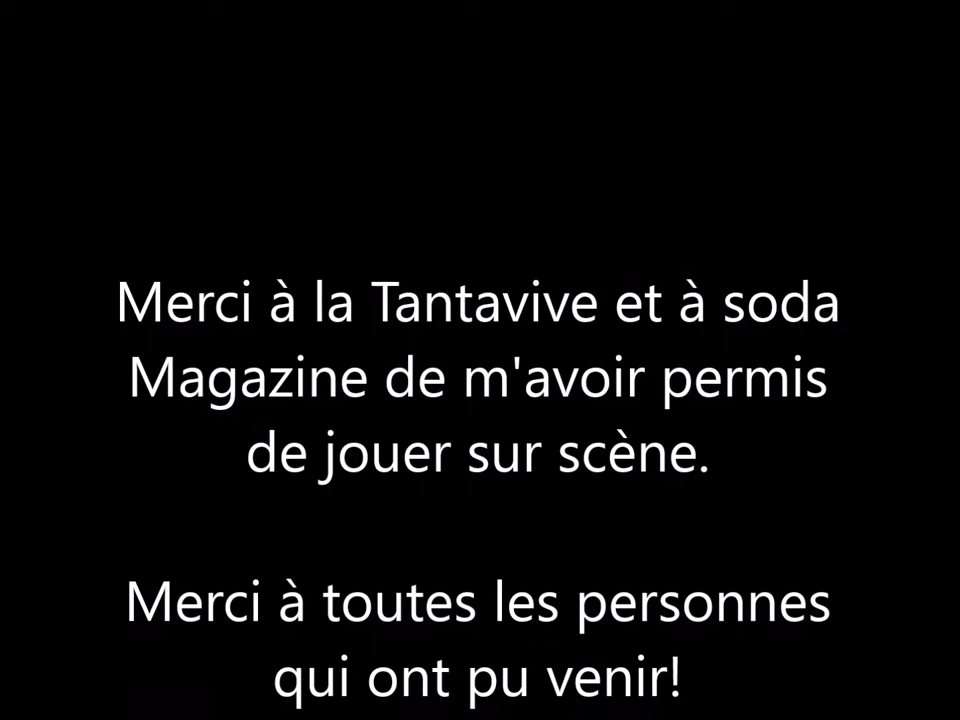 Merci à la Tantavive et à soda
Magazine de m'avoir permis
de jouer sur scène.
Merci à toutes les personnes
qui ont pu venir!